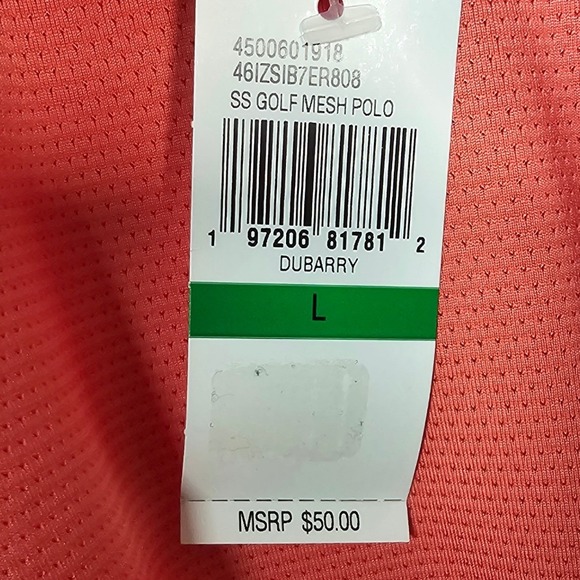 4500601918
46IZSIB7ER808
SS GOLF MESH POLO
1 97206 81781 2
DUBARRY
L
MSRP $50.00